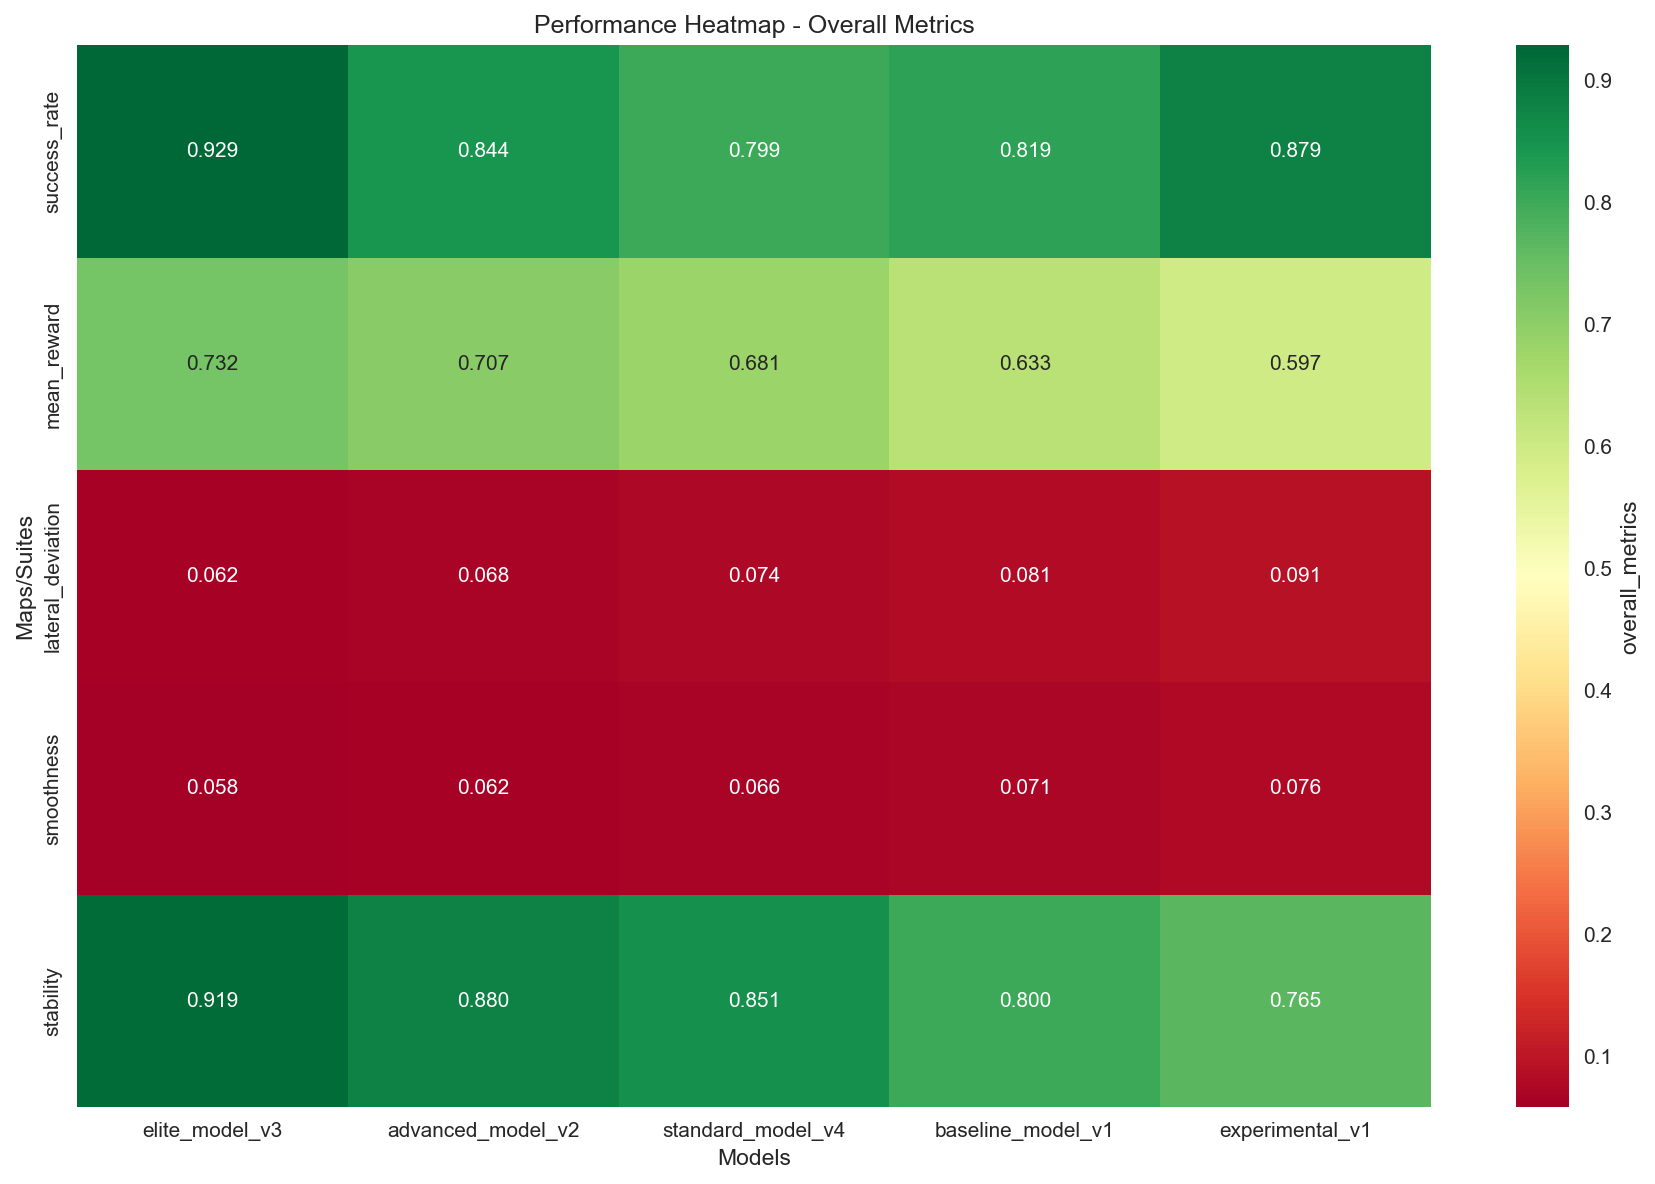 Performance Heatmap - Overall Metrics
Maps/Suites
success_rate
0.929 0.844 0.799 0.819 0.879
mean_reward
0.732 0.707 0.681 0.633 0.597
lateral_deviation
0.062 0.068 0.074 0.081 0.091
smoothness
0.058 0.062 0.066 0.071 0.076
stability
0.919 0.880 0.851 0.800 0.765
elite_model_v3 advanced_model_v2 standard_model_v4 baseline_model_v1 experimental_v1
Models
0.9
0.8
0.7
0.6
0.5
0.4
0.3
0.2
0.1
overall_metrics